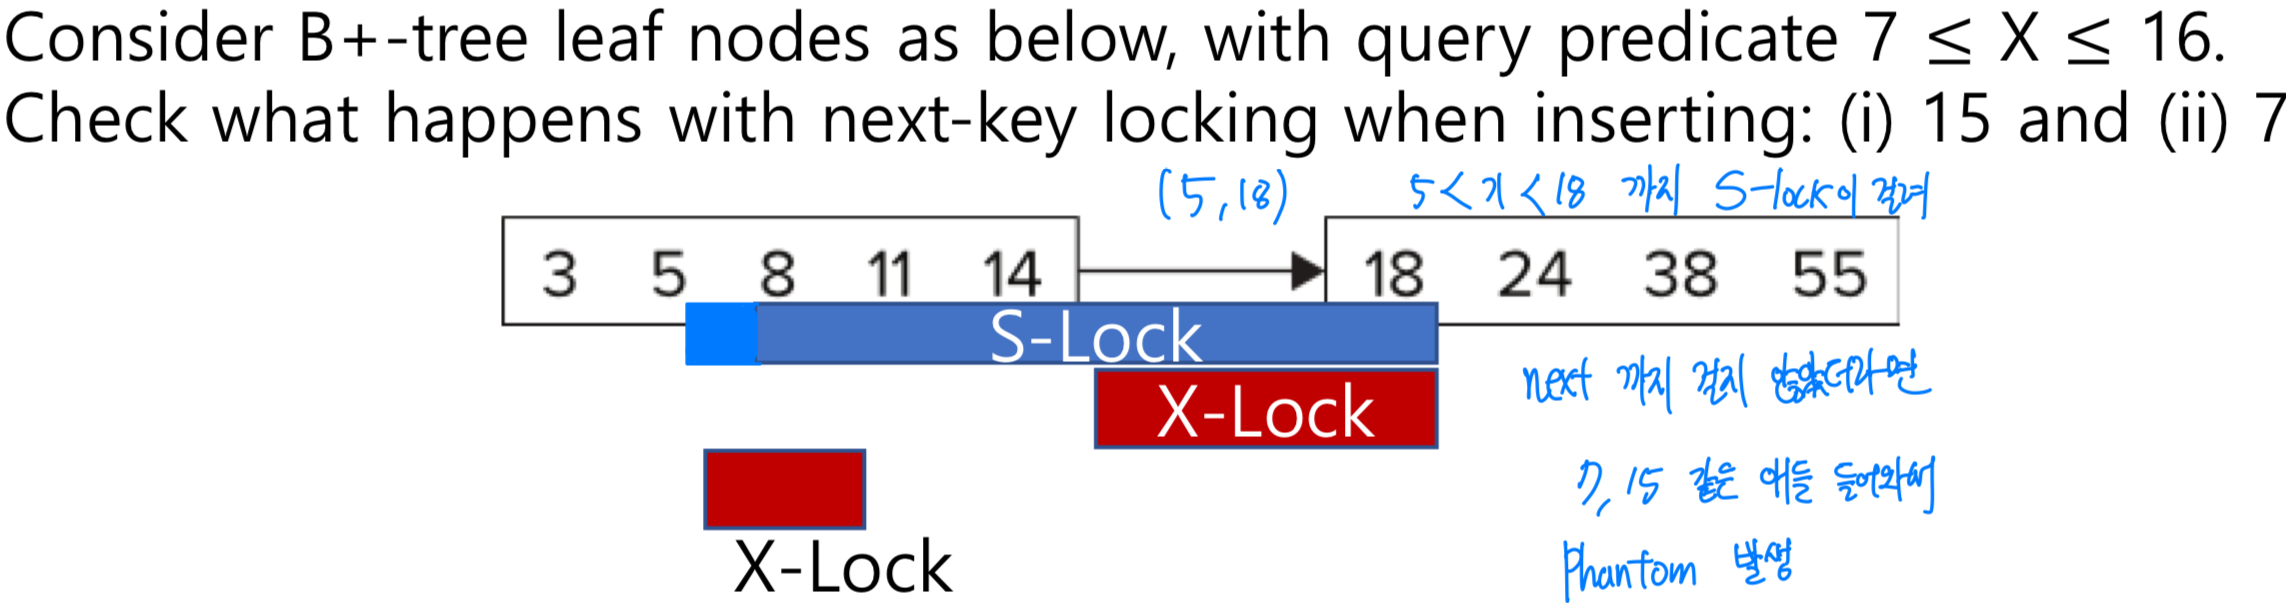 Consider B+-tree leaf nodes as below, with query predicate 7 ≤ X ≤ 16.
Check what happens with next-key locking when inserting: (i) 15 and (ii) 7
(5,18) 5<x<18 까지 S-lock이 걸려
3 5 8 11 14 18 24 38 55
S-Lock
next 까지 걸지 않았더라면
X-Lock
7, 15 같은 애들 들어와서
X-Lock
Phantom 발생